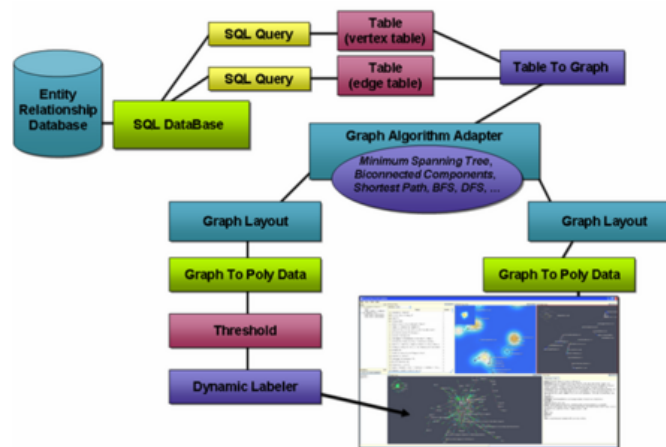 SQL Query
Table
(vertex table)
Entity
Relationship
Database
SQL DataBase
SQL Query
Table
(edge table)
Table To Graph
Graph Algorithm Adapter
Minimum Spanning Tree,
Biconnected Components,
Shortest Path, BFS, DFS, ...
Graph Layout
Graph To Poly Data
Threshold
Dynamic Labeler
Graph Layout
Graph To Poly Data